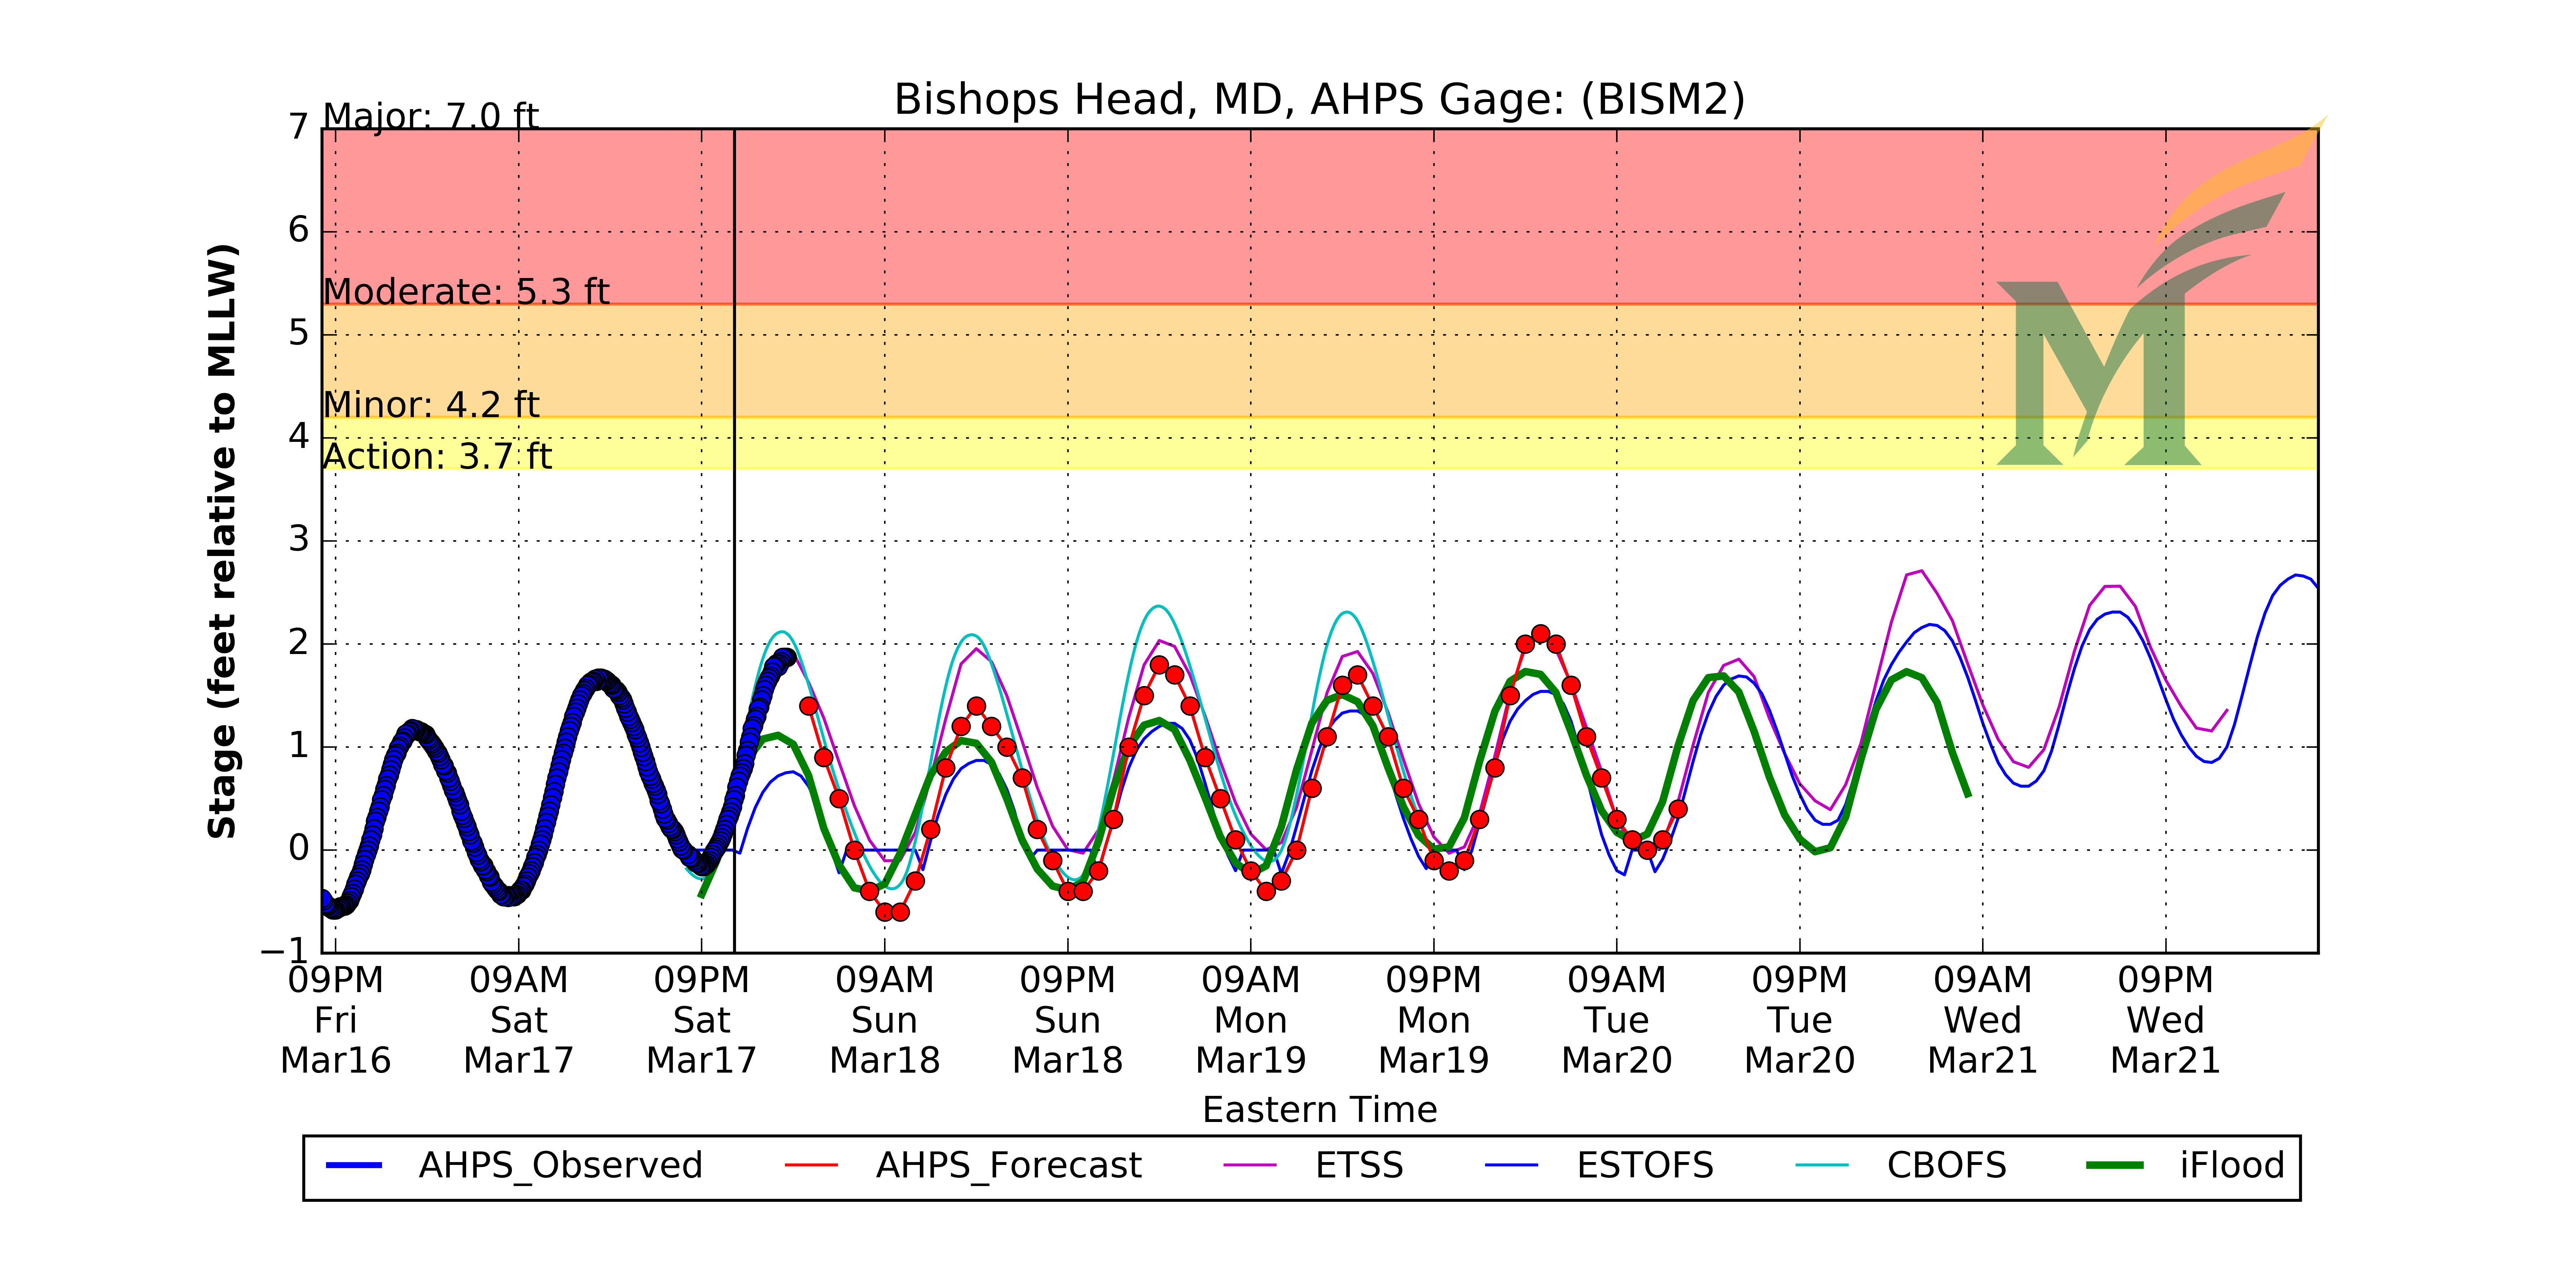 Bishops Head, MD, AHPS Gage: (BISM2)
Major: 7.0 ft
Moderate: 5.3 ft
Minor: 4.2 ft
Action: 3.7 ft
Stage (feet relative to MLLW)
7
6
5
4
3
2
1
0
−1
09PM 09AM 09PM 09AM 09PM 09AM 09PM 09AM 09PM 09AM 09PM
Fri Sat Sat Sun Sun Mon Mon Tue Tue Wed Wed
Mar16 Mar17 Mar17 Mar18 Mar18 Mar19 Mar19 Mar20 Mar20 Mar21 Mar21
Eastern Time
AHPS_Observed AHPS_Forecast ETSS ESTOFS CBOFS iFlood
M